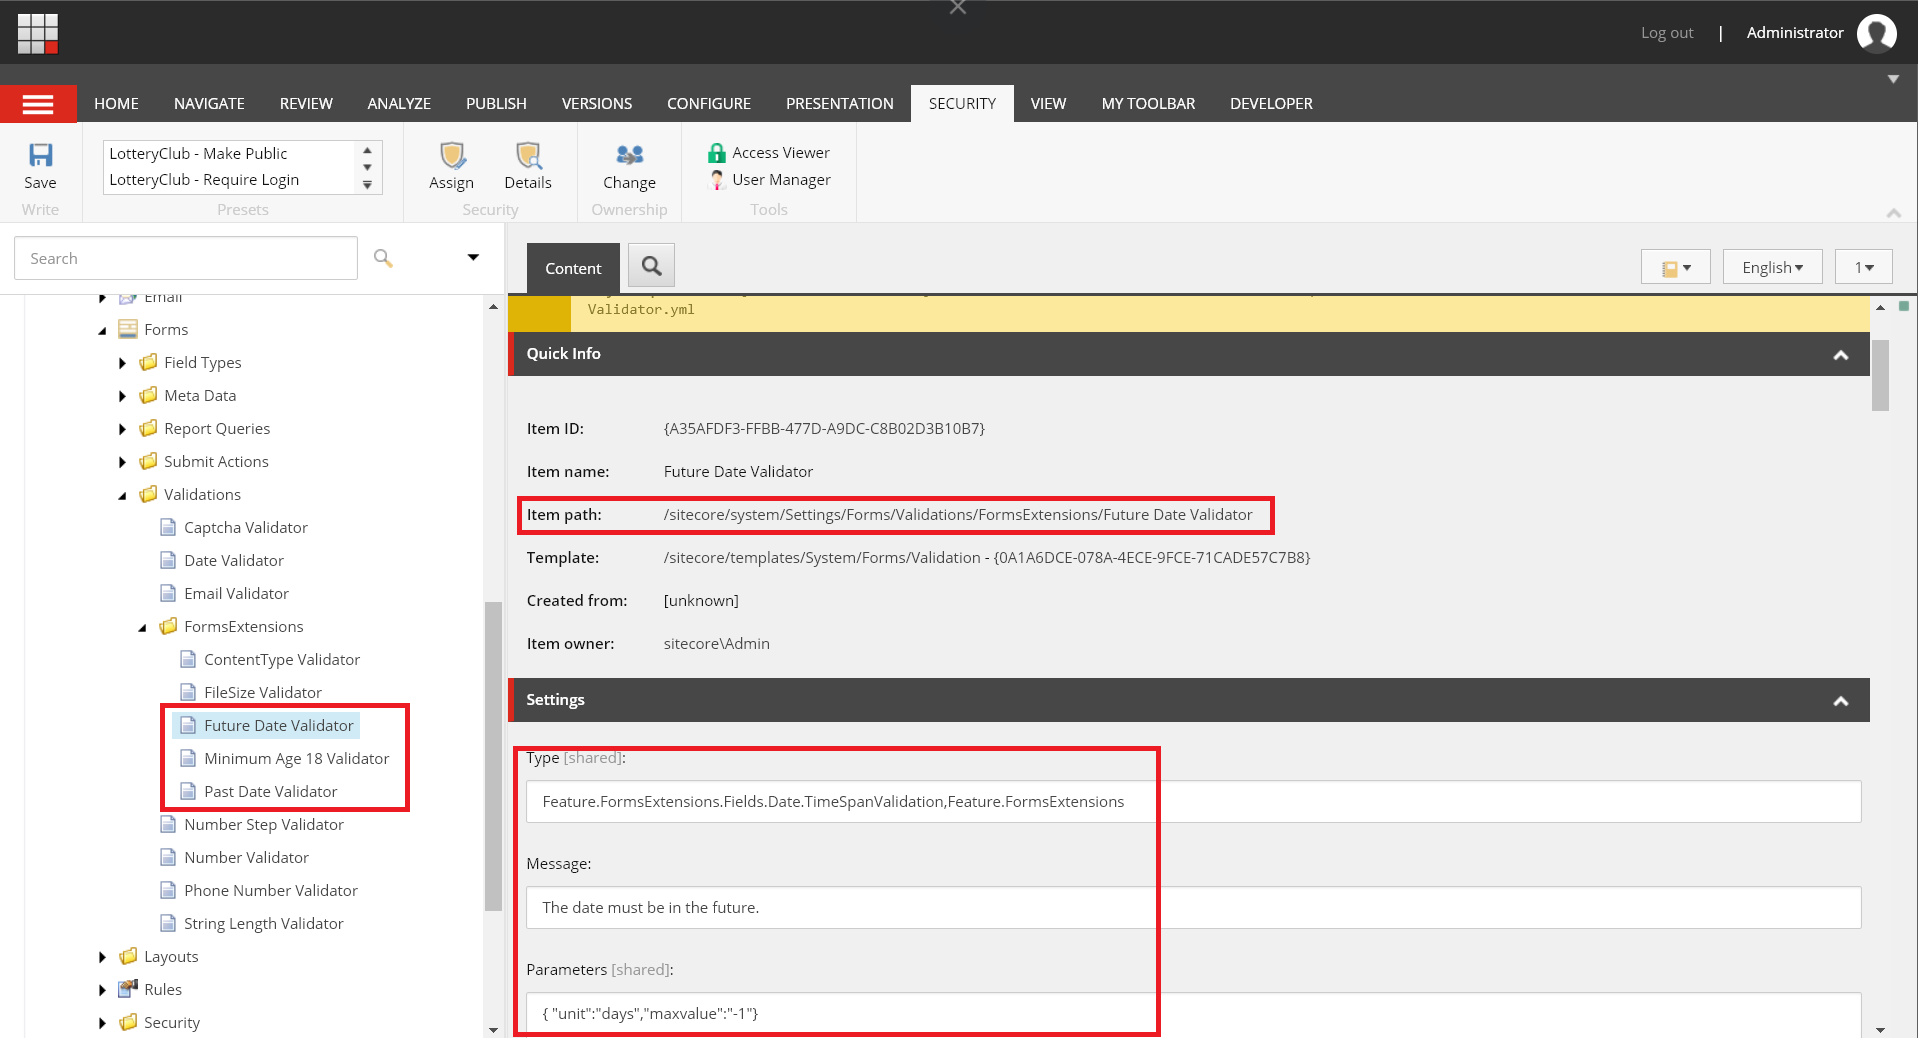 Log out | Administrator
HOME NAVIGATE REVIEW ANALYZE PUBLISH VERSIONS CONFIGURE PRESENTATION SECURITY VIEW MY TOOLBAR DEVELOPER
LotteryClub - Make Public
LotteryClub - Require Login
Save
Write
Presets
Assign Details
Security
Change
Ownership
Access Viewer
User Manager
Tools
Search
Email
Forms
Field Types
Meta Data
Report Queries
Submit Actions
Validations
Captcha Validator
Date Validator
Email Validator
FormsExtensions
ContentType Validator
FileSize Validator
Future Date Validator
Minimum Age 18 Validator
Past Date Validator
Number Step Validator
Number Validator
Phone Number Validator
String Length Validator
Layouts
Rules
Security
Content
English
1
Validator.yml
Quick Info
Item ID: {A35AFDF3-FFBB-477D-A9DC-C8B02D3B10B7}
Item name: Future Date Validator
Item path: /sitecore/system/Settings/Forms/Validations/FormsExtensions/Future Date Validator
Template: /sitecore/templates/System/Forms/Validation - {0A1A6DCE-078A-4ECE-9FCE-71CADE57C7B8}
Created from: [unknown]
Item owner: sitecore\Admin
Settings
Type [shared]:
Feature.FormsExtensions.Fields.Date.TimeSpanValidation,Feature.FormsExtensions
Message:
The date must be in the future.
Parameters [shared]:
{ "unit":"days","maxvalue":"-1"}